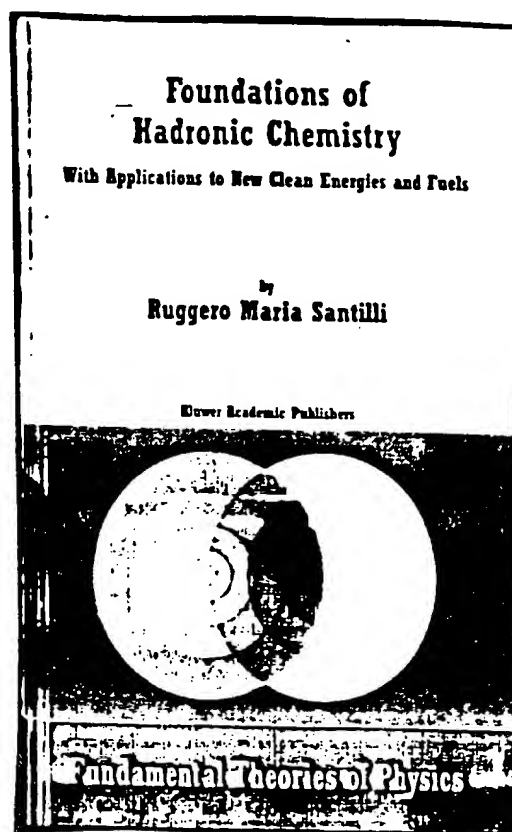 Foundations of
Hadronic Chemistry
With Applications to New Clean Energies and Fuels
by
Ruggero Maria Santilli
Kluwer Academic Publishers
Fundamental Theories of Physics